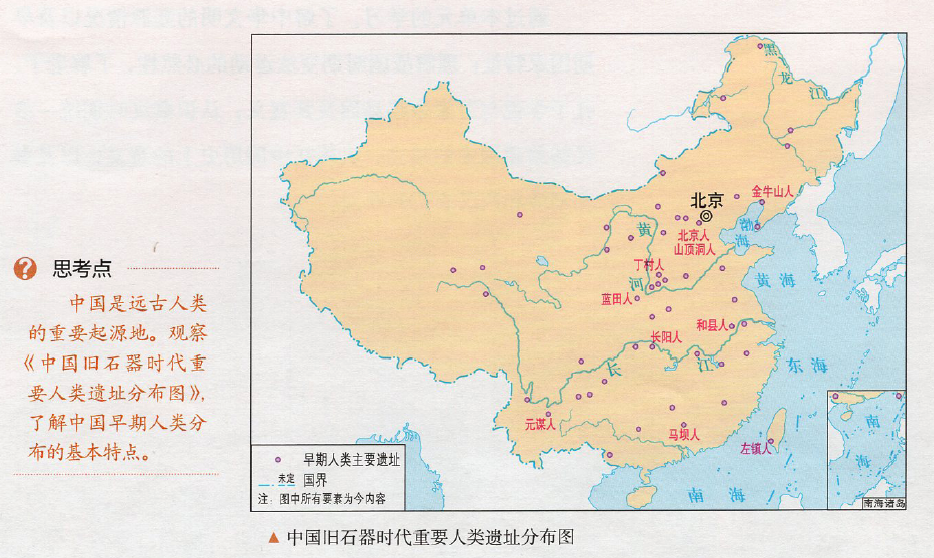 思考点
中国是远古人类
的重要起源地。观察
《中国旧石器时代重
要人类遗址分布图》,
了解中国早期人类分
布的基本特点。
黑
龙
江
金牛山人
北京
渤
海
黄
河
北京人
山顶洞人
丁村人
蓝田人
黄海
和县人
长阳人
长
江
东海
元谋人
马坝人
左镇人
南海
南
海
南海诸岛
早期人类主要遗址
未定 国界
注:图中所有要素为今内容
▲ 中国旧石器时代重要人类遗址分布图